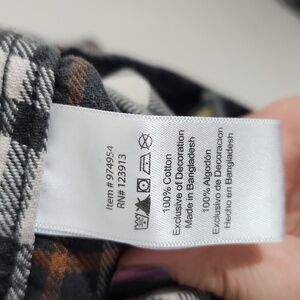 Item # 974954
RN# 123913
100% Cotton
Exclusive of Decoration
Made in Bangladesh
100% Algodón
Exclusivo de Decoracion
Hecho en Bangladesh